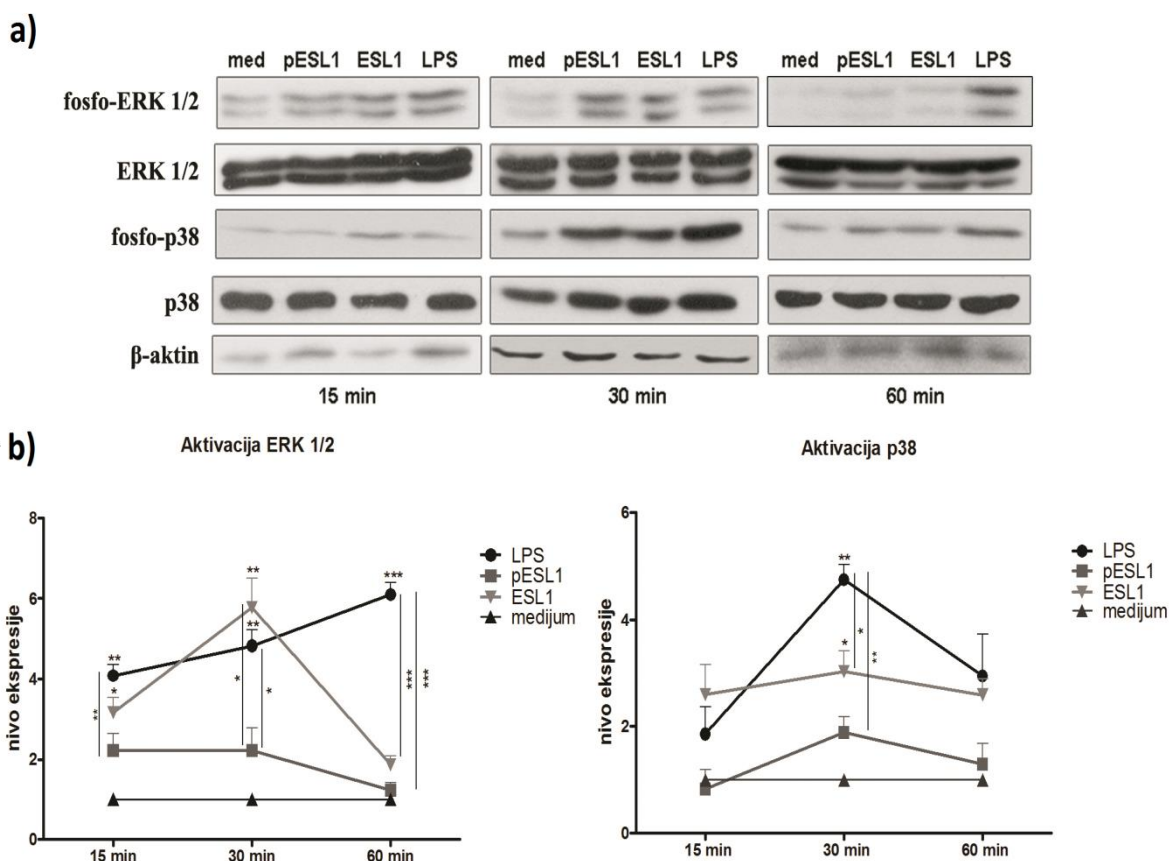 a)
med pESL1 ESL1 LPS med pESL1 ESL1 LPS med pESL1 ESL1 LPS
fosfo-ERK 1/2
ERK 1/2
fosfo-p38
p38
β-aktin
15 min 30 min 60 min
b)
Aktivacija ERK 1/2
nivo ekspresije
8
6
4
2
0
15 min 30 min 60 min
**
*
**
**
**
*
*
***
***
***
LPS
pESL1
ESL1
medijum
Aktivacija p38
nivo ekspresije
6
4
2
0
15 min 30 min 60 min
**
*
*
**
LPS
pESL1
ESL1
medijum